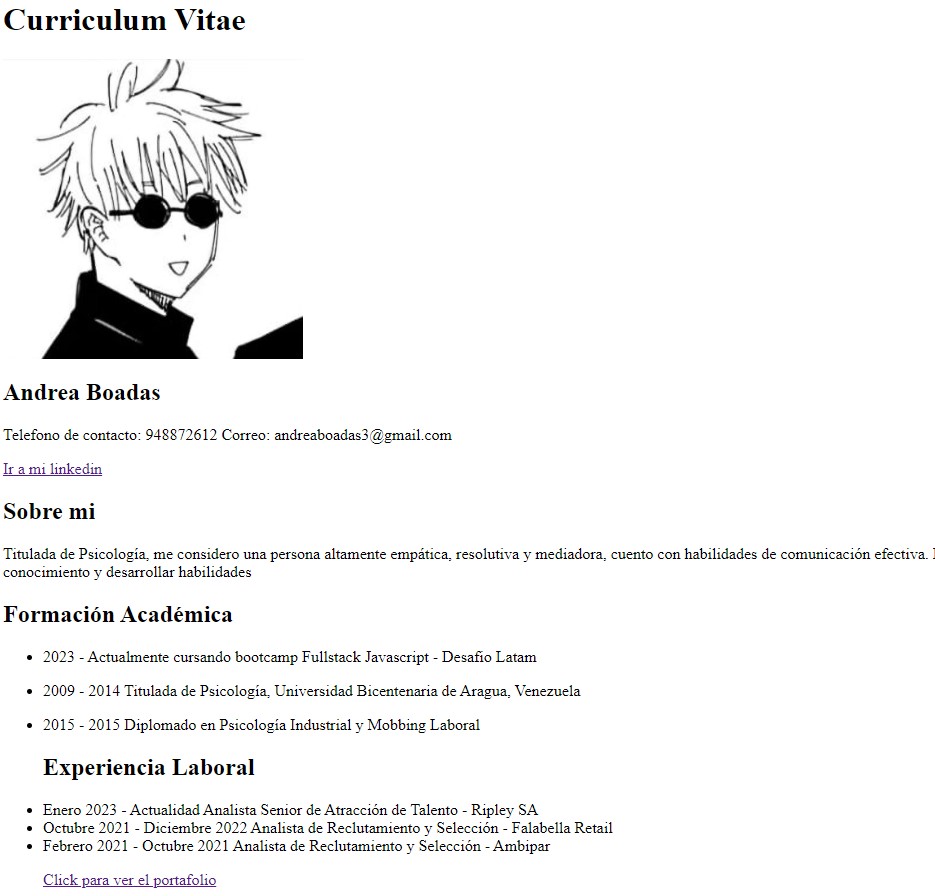 Curriculum Vitae
Andrea Boadas
Telefono de contacto: 948872612 Correo: andreaboadas3@gmail.com
Ir a mi linkedin
Sobre mi
Titulada de Psicología, me considero una persona altamente empática, resolutiva y mediadora, cuento con habilidades de comunicación efectiva.
conocimiento y desarrollar habilidades
Formación Académica
2023 - Actualmente cursando bootcamp Fullstack Javascript - Desafío Latam
2009 - 2014 Titulada de Psicología, Universidad Bicentenaria de Aragua, Venezuela
2015 - 2015 Diplomado en Psicología Industrial y Mobbing Laboral
Experiencia Laboral
Enero 2023 - Actualidad Analista Senior de Atracción de Talento - Ripley SA
Octubre 2021 - Diciembre 2022 Analista de Reclutamiento y Selección - Falabella Retail
Febrero 2021 - Octubre 2021 Analista de Reclutamiento y Selección - Ambipar
Click para ver el portafolio